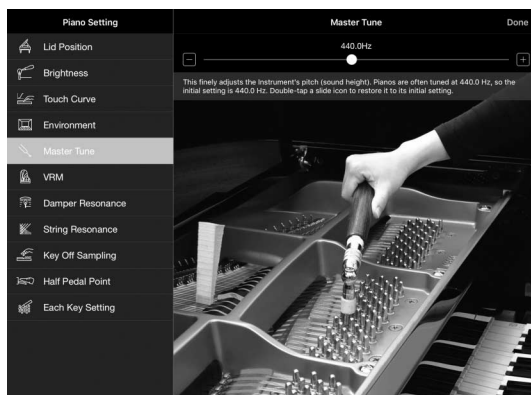 Piano Setting
Lid Position
Brightness
Touch Curve
Environment
Master Tune
VRM
Damper Resonance
String Resonance
Key Off Sampling
Half Pedal Point
Each Key Setting
Master Tune
Done
440.0Hz
This finely adjusts the Instrument's pitch (sound height). Pianos are often tuned at 440.0 Hz, so the
initial setting is 440.0 Hz. Double-tap a slide icon to restore it to its initial setting.